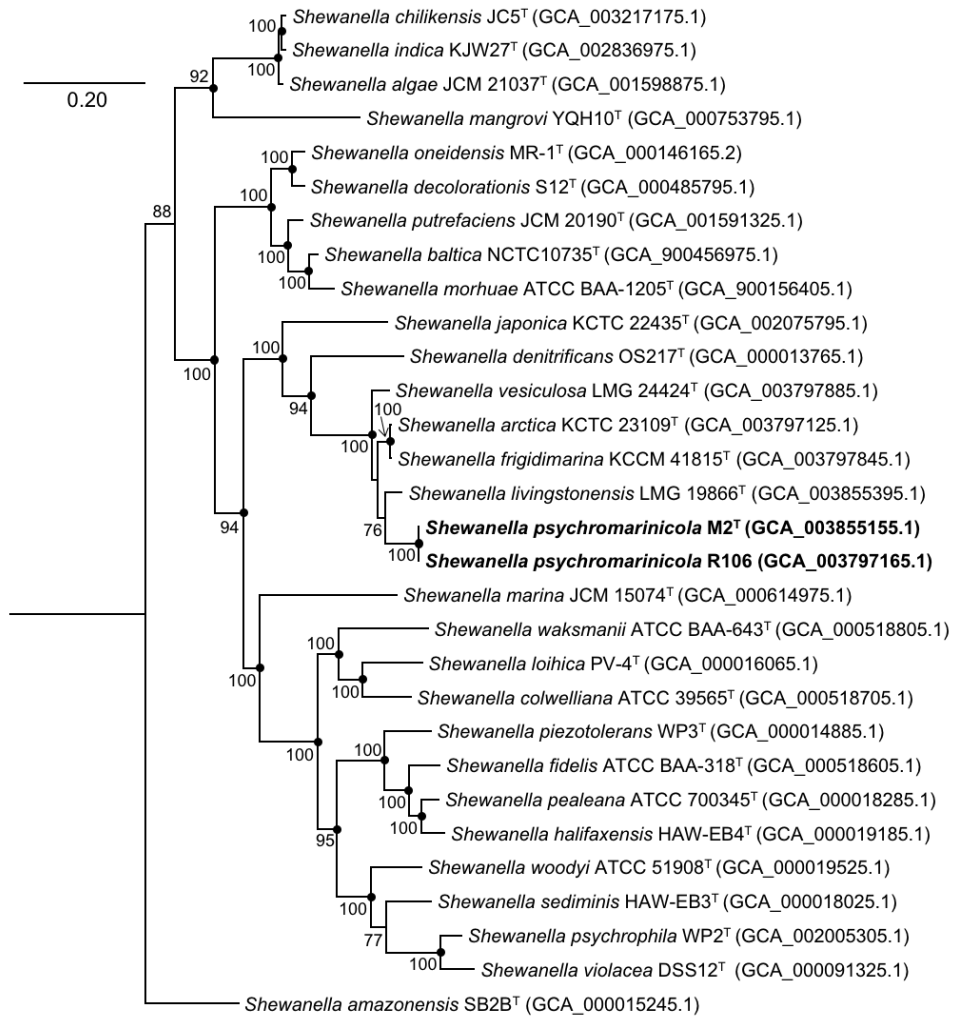 100
Shewanella chilikensis JC5ᵀ (GCA_003217175.1)
Shewanella indica KJW27ᵀ (GCA_002836975.1)
100
92
Shewanella algae JCM 21037ᵀ (GCA_001598875.1)
0.20
Shewanella mangrovi YQH10ᵀ (GCA_000753795.1)
100
Shewanella oneidensis MR-1ᵀ (GCA_000146165.2)
100
Shewanella decolorationis S12ᵀ (GCA_000485795.1)
88
Shewanella putrefaciens JCM 20190ᵀ (GCA_001591325.1)
100
Shewanella baltica NCTC10735ᵀ (GCA_900456975.1)
100
Shewanella morhuae ATCC BAA-1205ᵀ (GCA_900156405.1)
Shewanella japonica KCTC 22435ᵀ (GCA_002075795.1)
100
Shewanella denitrificans OS217ᵀ (GCA_000013765.1)
100
Shewanella vesiculosa LMG 24424ᵀ (GCA_003797885.1)
94
100
Shewanella arctica KCTC 23109ᵀ (GCA_003797125.1)
100
Shewanella frigidimarina KCCM 41815ᵀ (GCA_003797845.1)
Shewanella livingstonensis LMG 19866ᵀ (GCA_003855395.1)
94
76
Shewanella psychromarinicola M2ᵀ (GCA_003855155.1)
100
Shewanella psychromarinicola R106 (GCA_003797165.1)
Shewanella marina JCM 15074ᵀ (GCA_000614975.1)
Shewanella waksmanii ATCC BAA-643ᵀ (GCA_000518805.1)
100
Shewanella loihica PV-4ᵀ (GCA_000016065.1)
100
100
Shewanella colwelliana ATCC 39565ᵀ (GCA_000518705.1)
Shewanella piezotolerans WP3ᵀ (GCA_000014885.1)
100
100
Shewanella fidelis ATCC BAA-318ᵀ (GCA_000518605.1)
100
Shewanella pealeana ATCC 700345ᵀ (GCA_000018285.1)
100
Shewanella halifaxensis HAW-EB4ᵀ (GCA_000019185.1)
95
Shewanella woodyi ATCC 51908ᵀ (GCA_000019525.1)
100
Shewanella sediminis HAW-EB3ᵀ (GCA_000018025.1)
77
Shewanella psychrophila WP2ᵀ (GCA_002005305.1)
100
Shewanella violacea DSS12ᵀ (GCA_000091325.1)
Shewanella amazonensis SB2Bᵀ (GCA_000015245.1)